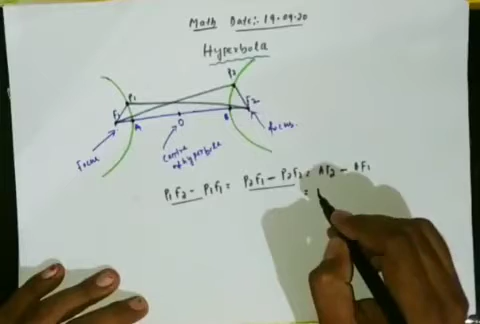 Math Date:- 19.09.20
Hyperbola
P2
P1
F1
F2
A
O
B
Focus
Centre
of hyperbola
focus.
P1F2 - P1F1 = P2F1 - P2F2 = AF2 - AF1
=